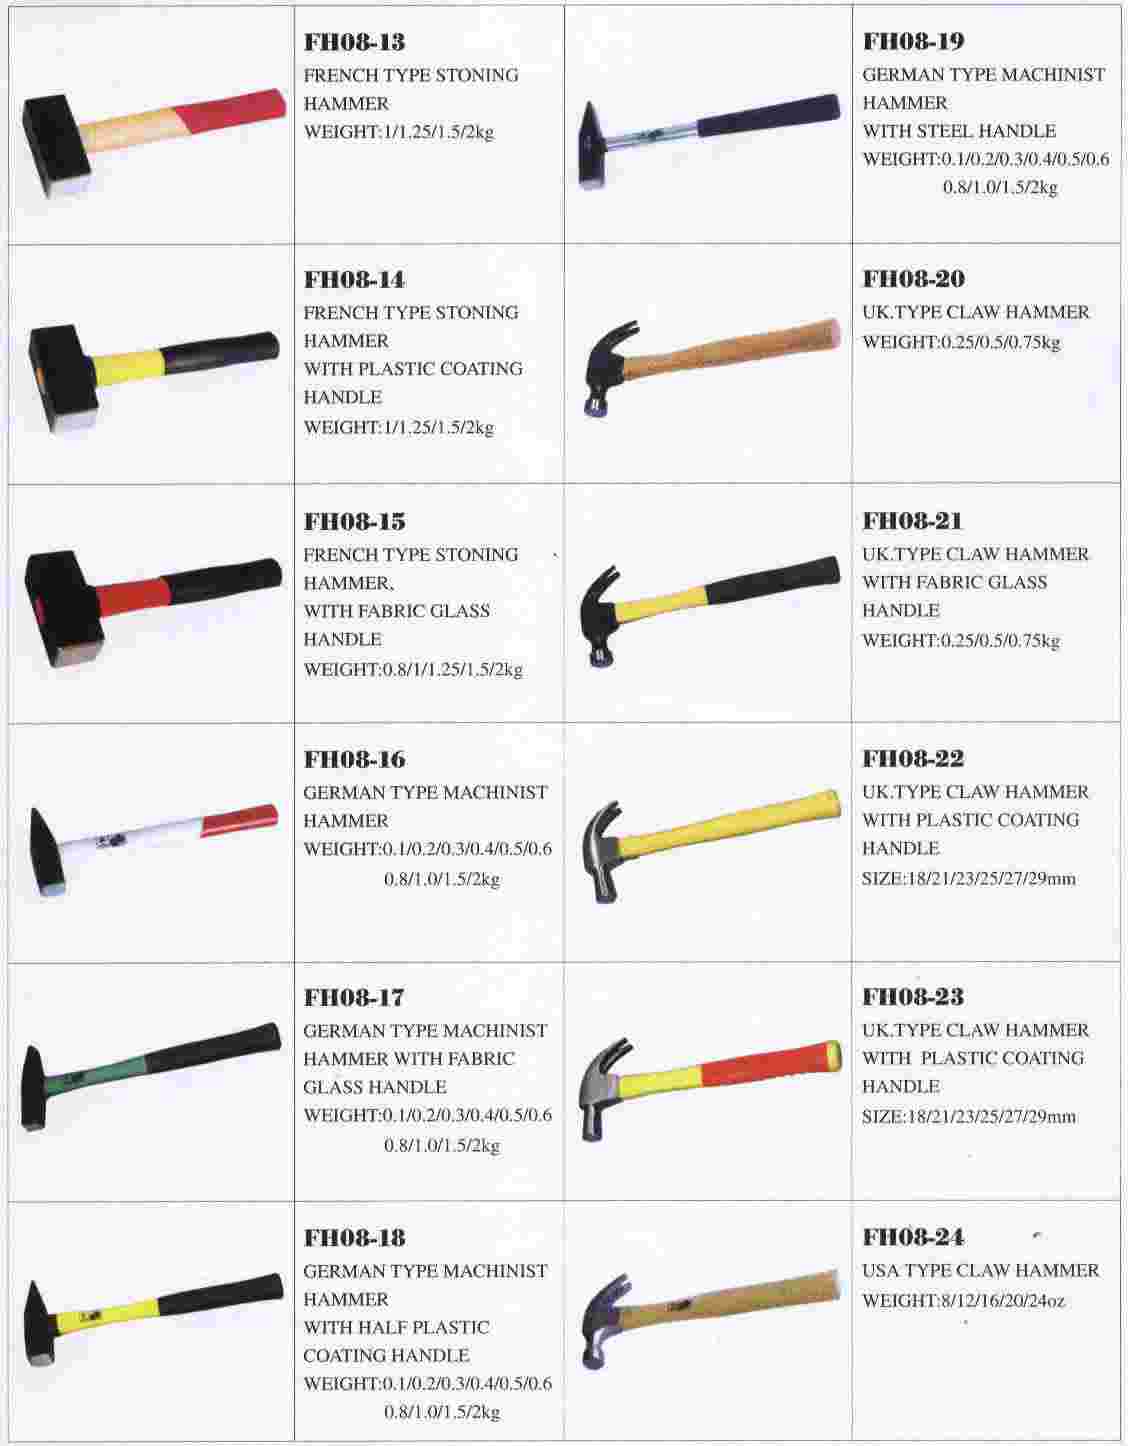 FH08-13
FRENCH TYPE STONING
HAMMER
WEIGHT:1/1.25/1.5/2kg
FH08-19
GERMAN TYPE MACHINIST
HAMMER
WITH STEEL HANDLE
WEIGHT:0.1/0.2/0.3/0.4/0.5/0.6
0.8/1.0/1.5/2kg
FH08-14
FRENCH TYPE STONING
HAMMER
WITH PLASTIC COATING
HANDLE
WEIGHT:1/1.25/1.5/2kg
FH08-20
UK.TYPE CLAW HAMMER
WEIGHT:0.25/0.5/0.75kg
FH08-15
FRENCH TYPE STONING
HAMMER,
WITH FABRIC GLASS
HANDLE
WEIGHT:0.8/1/1.25/1.5/2kg
FH08-21
UK.TYPE CLAW HAMMER
WITH FABRIC GLASS
HANDLE
WEIGHT:0.25/0.5/0.75kg
FH08-16
GERMAN TYPE MACHINIST
HAMMER
WEIGHT:0.1/0.2/0.3/0.4/0.5/0.6
0.8/1.0/1.5/2kg
FH08-22
UK.TYPE CLAW HAMMER
WITH PLASTIC COATING
HANDLE
SIZE:18/21/23/25/27/29mm
FH08-17
GERMAN TYPE MACHINIST
HAMMER WITH FABRIC
GLASS HANDLE
WEIGHT:0.1/0.2/0.3/0.4/0.5/0.6
0.8/1.0/1.5/2kg
FH08-23
UK.TYPE CLAW HAMMER
WITH PLASTIC COATING
HANDLE
SIZE:18/21/23/25/27/29mm
FH08-18
GERMAN TYPE MACHINIST
HAMMER
WITH HALF PLASTIC
COATING HANDLE
WEIGHT:0.1/0.2/0.3/0.4/0.5/0.6
0.8/1.0/1.5/2kg
FH08-24
USA TYPE CLAW HAMMER
WEIGHT:8/12/16/20/24oz